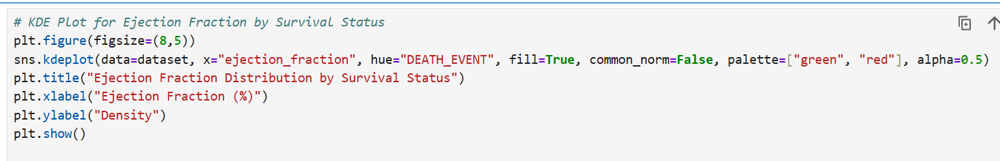 # KDE Plot for Ejection Fraction by Survival Status
plt.figure(figsize=(8,5))
sns.kdeplot(data=dataset, x="ejection_fraction", hue="DEATH_EVENT", fill=True, common_norm=False, palette=["green", "red"], alpha=0.5)
plt.title("Ejection Fraction Distribution by Survival Status")
plt.xlabel("Ejection Fraction (%)")
plt.ylabel("Density")
plt.show()